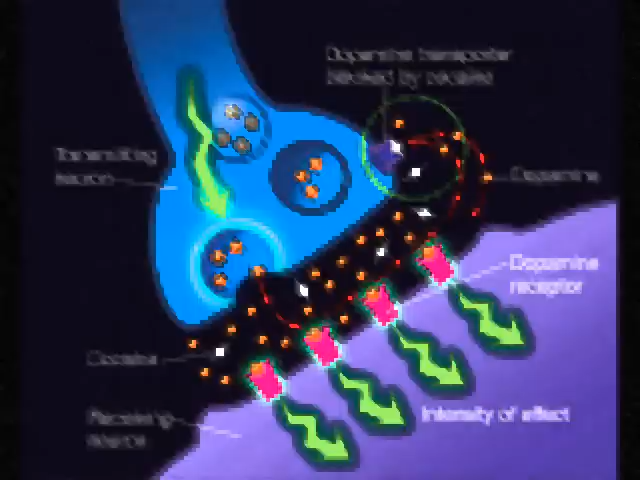 Dopamine transporter
blocked by cocaine
Transmitting
neuron
Dopamine
Dopamine
receptor
Cocaine
Intensity of effect
Receiving
neuron